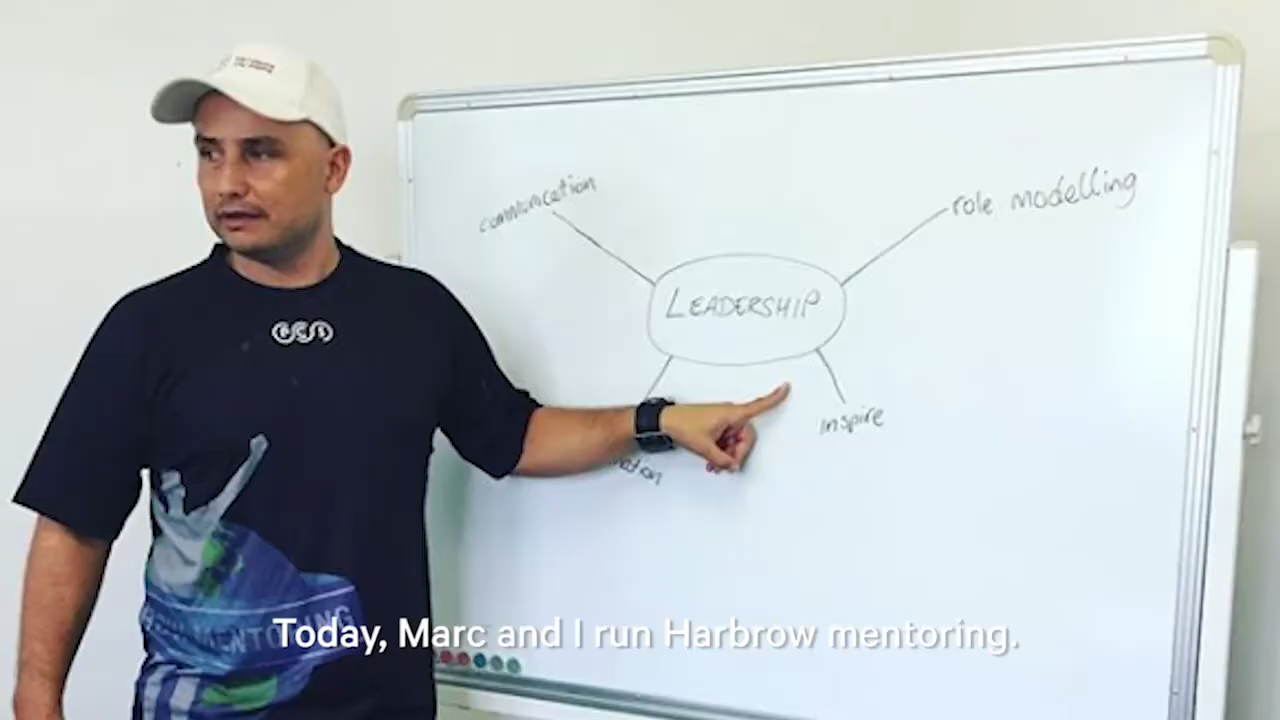 communication
role modelling
LEADERSHIP
inspire
Today, Marc and I run Harbrow mentoring.